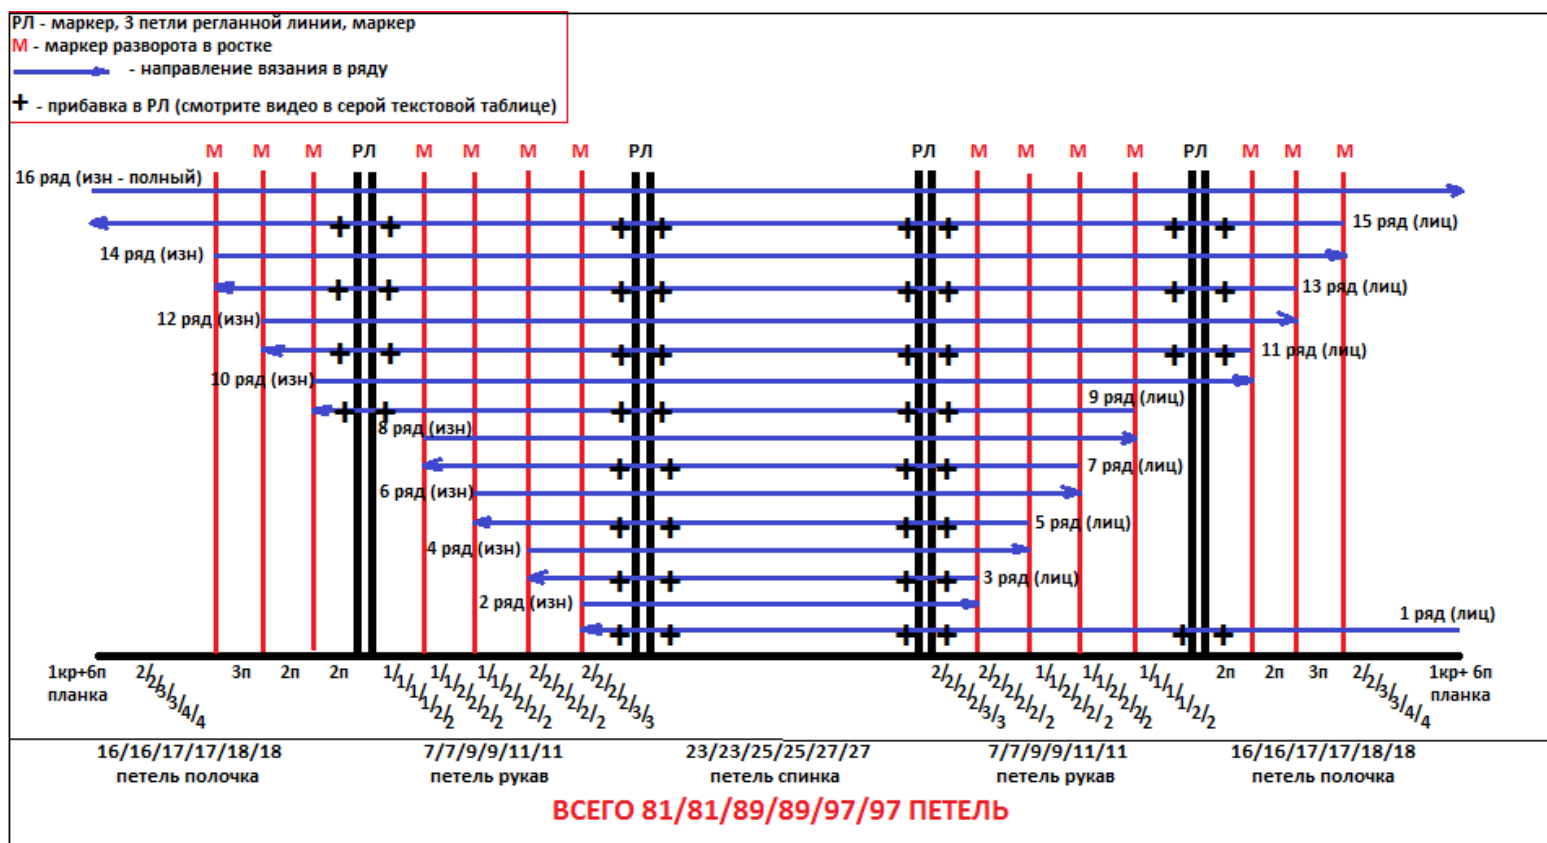 РЛ - маркер, 3 петли регланной линии, маркер
М - маркер разворота в ростке
- направление вязания в ряду
+ - прибавка в РЛ (смотрите видео в серой текстовой таблице)
М М М РЛ М М М М РЛ РЛ М М М М РЛ М М М
16 ряд (изн - полный)
15 ряд (лиц)
14 ряд (изн)
13 ряд (лиц)
12 ряд (изн)
11 ряд (лиц)
10 ряд (изн)
9 ряд (лиц)
8 ряд (изн)
7 ряд (лиц)
6 ряд (изн)
5 ряд (лиц)
4 ряд (изн)
3 ряд (лиц)
2 ряд (изн)
1 ряд (лиц)
1кр+6п 2/2/3/3/4/4 3п 2п 2п 1/1/1/1/2/2 1/1/2/2/2/2 1/1/2/2/2/2 2/2/2/2/2/2 2/2/2/2/3/3 2/2/2/2/3/3 2/2/2/2/2/2 1/1/2/2/2/2 1/1/2/2/2/2 1/1/1/1/2/2 2п 2п 3п 2/2/3/3/4/4 1кр+ 6п
планка планка
16/16/17/17/18/18 7/7/9/9/11/11 23/23/25/25/27/27 7/7/9/9/11/11 16/16/17/17/18/18
петель полочка петель рукав петель спинка петель рукав петель полочка
ВСЕГО 81/81/89/89/97/97 ПЕТЕЛЬ